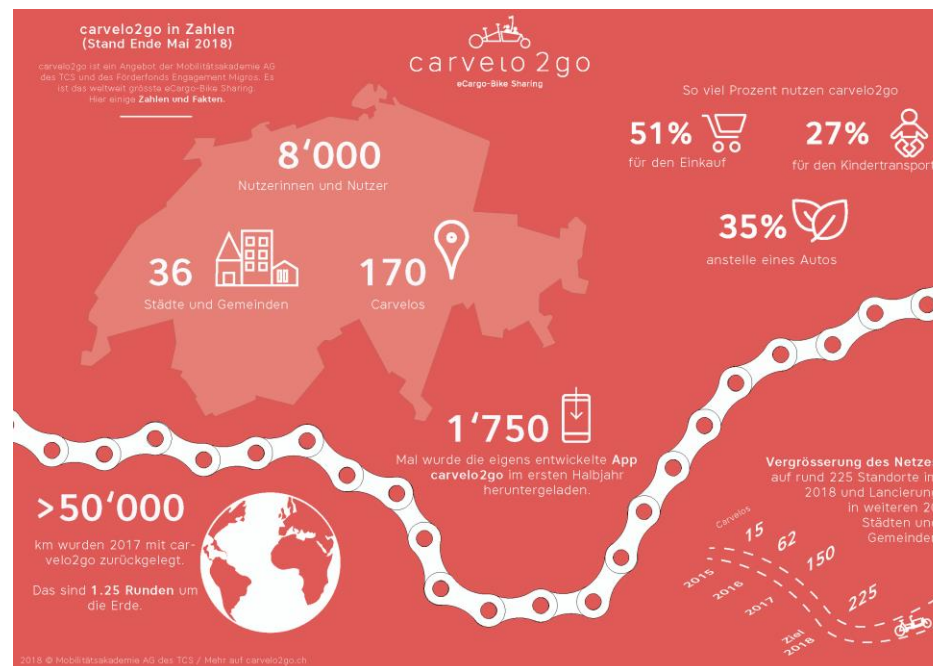 carvelo2go in Zahlen
(Stand Ende Mai 2018)
carvelo2go ist ein Angebot der Mobilitätsakademie AG
des TCS und des Förderfonds Engagement Migros. Es
ist das weltweit grösste eCargo-Bike Sharing.
Hier einige Zahlen und Fakten.
carvelo2go
eCargo-Bike Sharing
So viel Prozent nutzen carvelo2go
51%
für den Einkauf
27%
für den Kindertransport
35%
anstelle eines Autos
8'000
Nutzerinnen und Nutzer
36
Städte und Gemeinden
170
Carvelos
1'750
Mal wurde die eigens entwickelte App
carvelo2go im ersten Halbjahr
heruntergeladen.
>50'000
km wurden 2017 mit car-
velo2go zurückgelegt.
Das sind 1.25 Runden um
die Erde.
Vergrösserung des Netze
auf rund 225 Standorte i
2018 und Lancierun
in weiteren 2
Städten un
Gemeinde
Carvelos
15
62
150
225
2015
2016
2017
Ziel
2018
2018 © Mobilitätsakademie AG des TCS / Mehr auf carvelo2go.ch